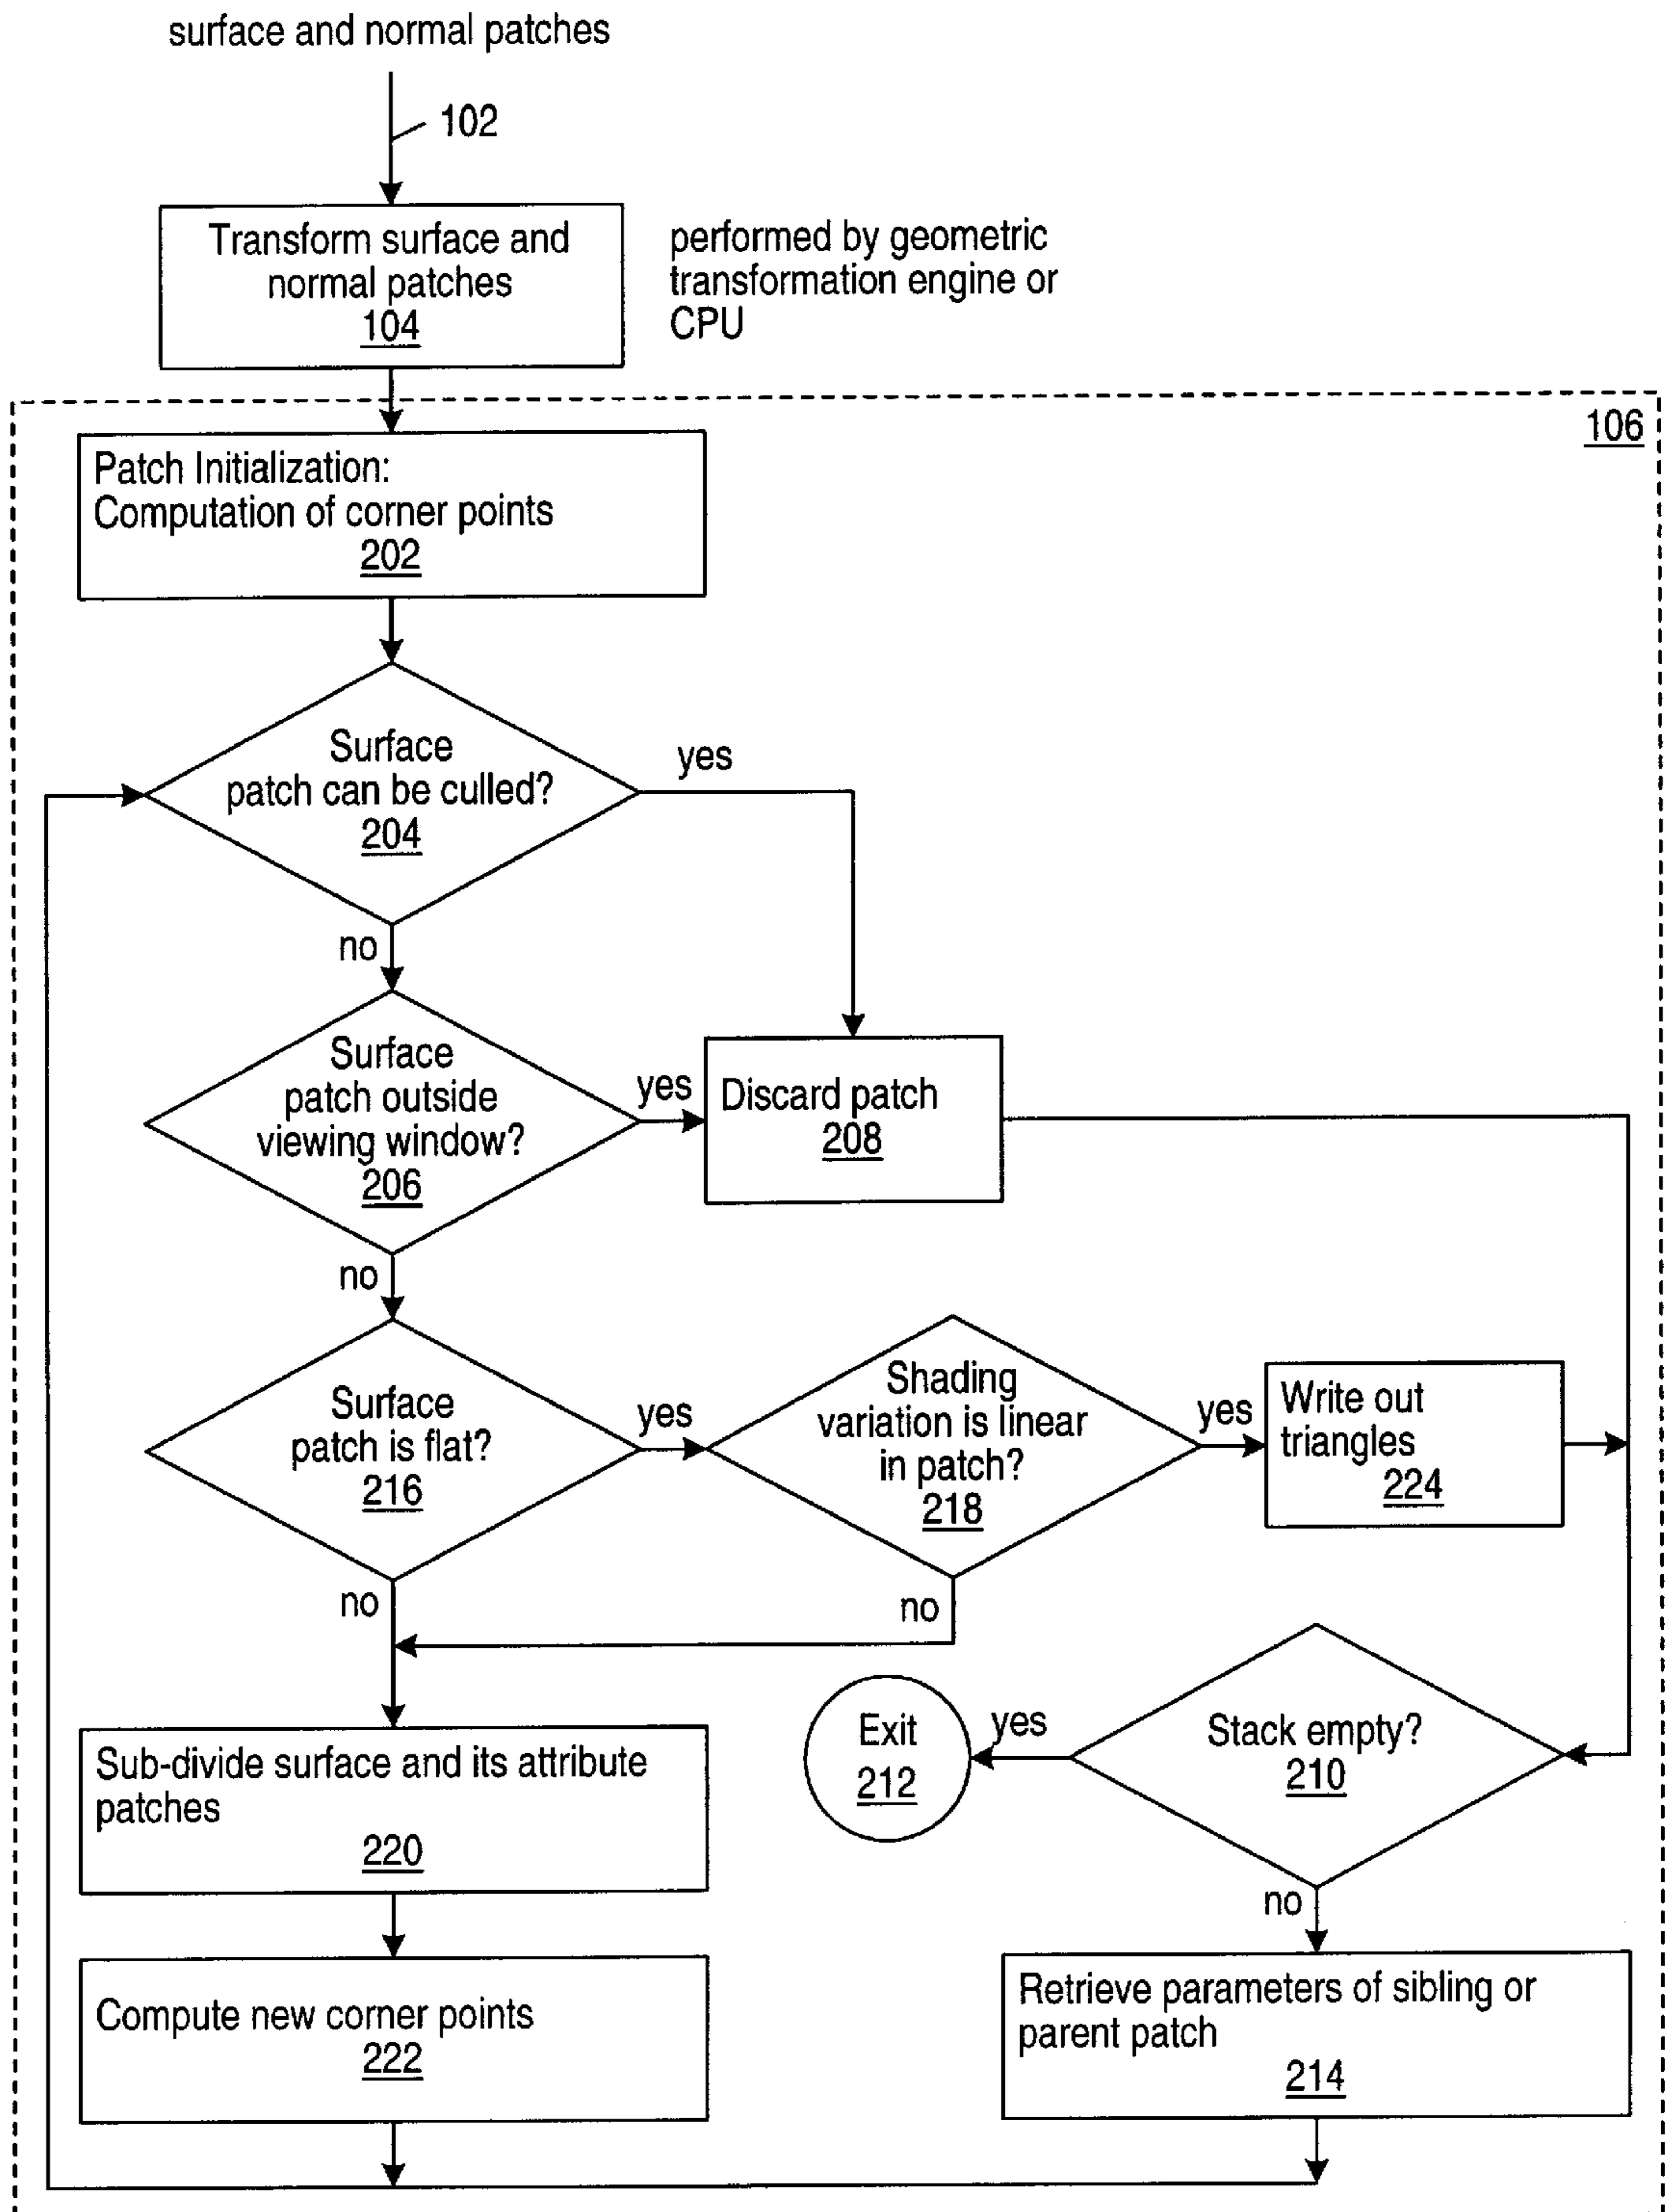 surface and normal patches
102
Transform surface and
normal patches
104
performed by geometric
transformation engine or
CPU
106
Patch Initialization:
Computation of corner points
202
Surface
patch can be culled?
204
yes
no
Surface
patch outside
viewing window?
206
yes
Discard patch
208
no
Surface
patch is flat?
216
yes
Shading
variation is linear
in patch?
218
yes
Write out
triangles
224
no
no
Sub-divide surface and its attribute
patches
220
Exit
212
yes
Stack empty?
210
no
Compute new corner points
222
Retrieve parameters of sibling or
parent patch
214